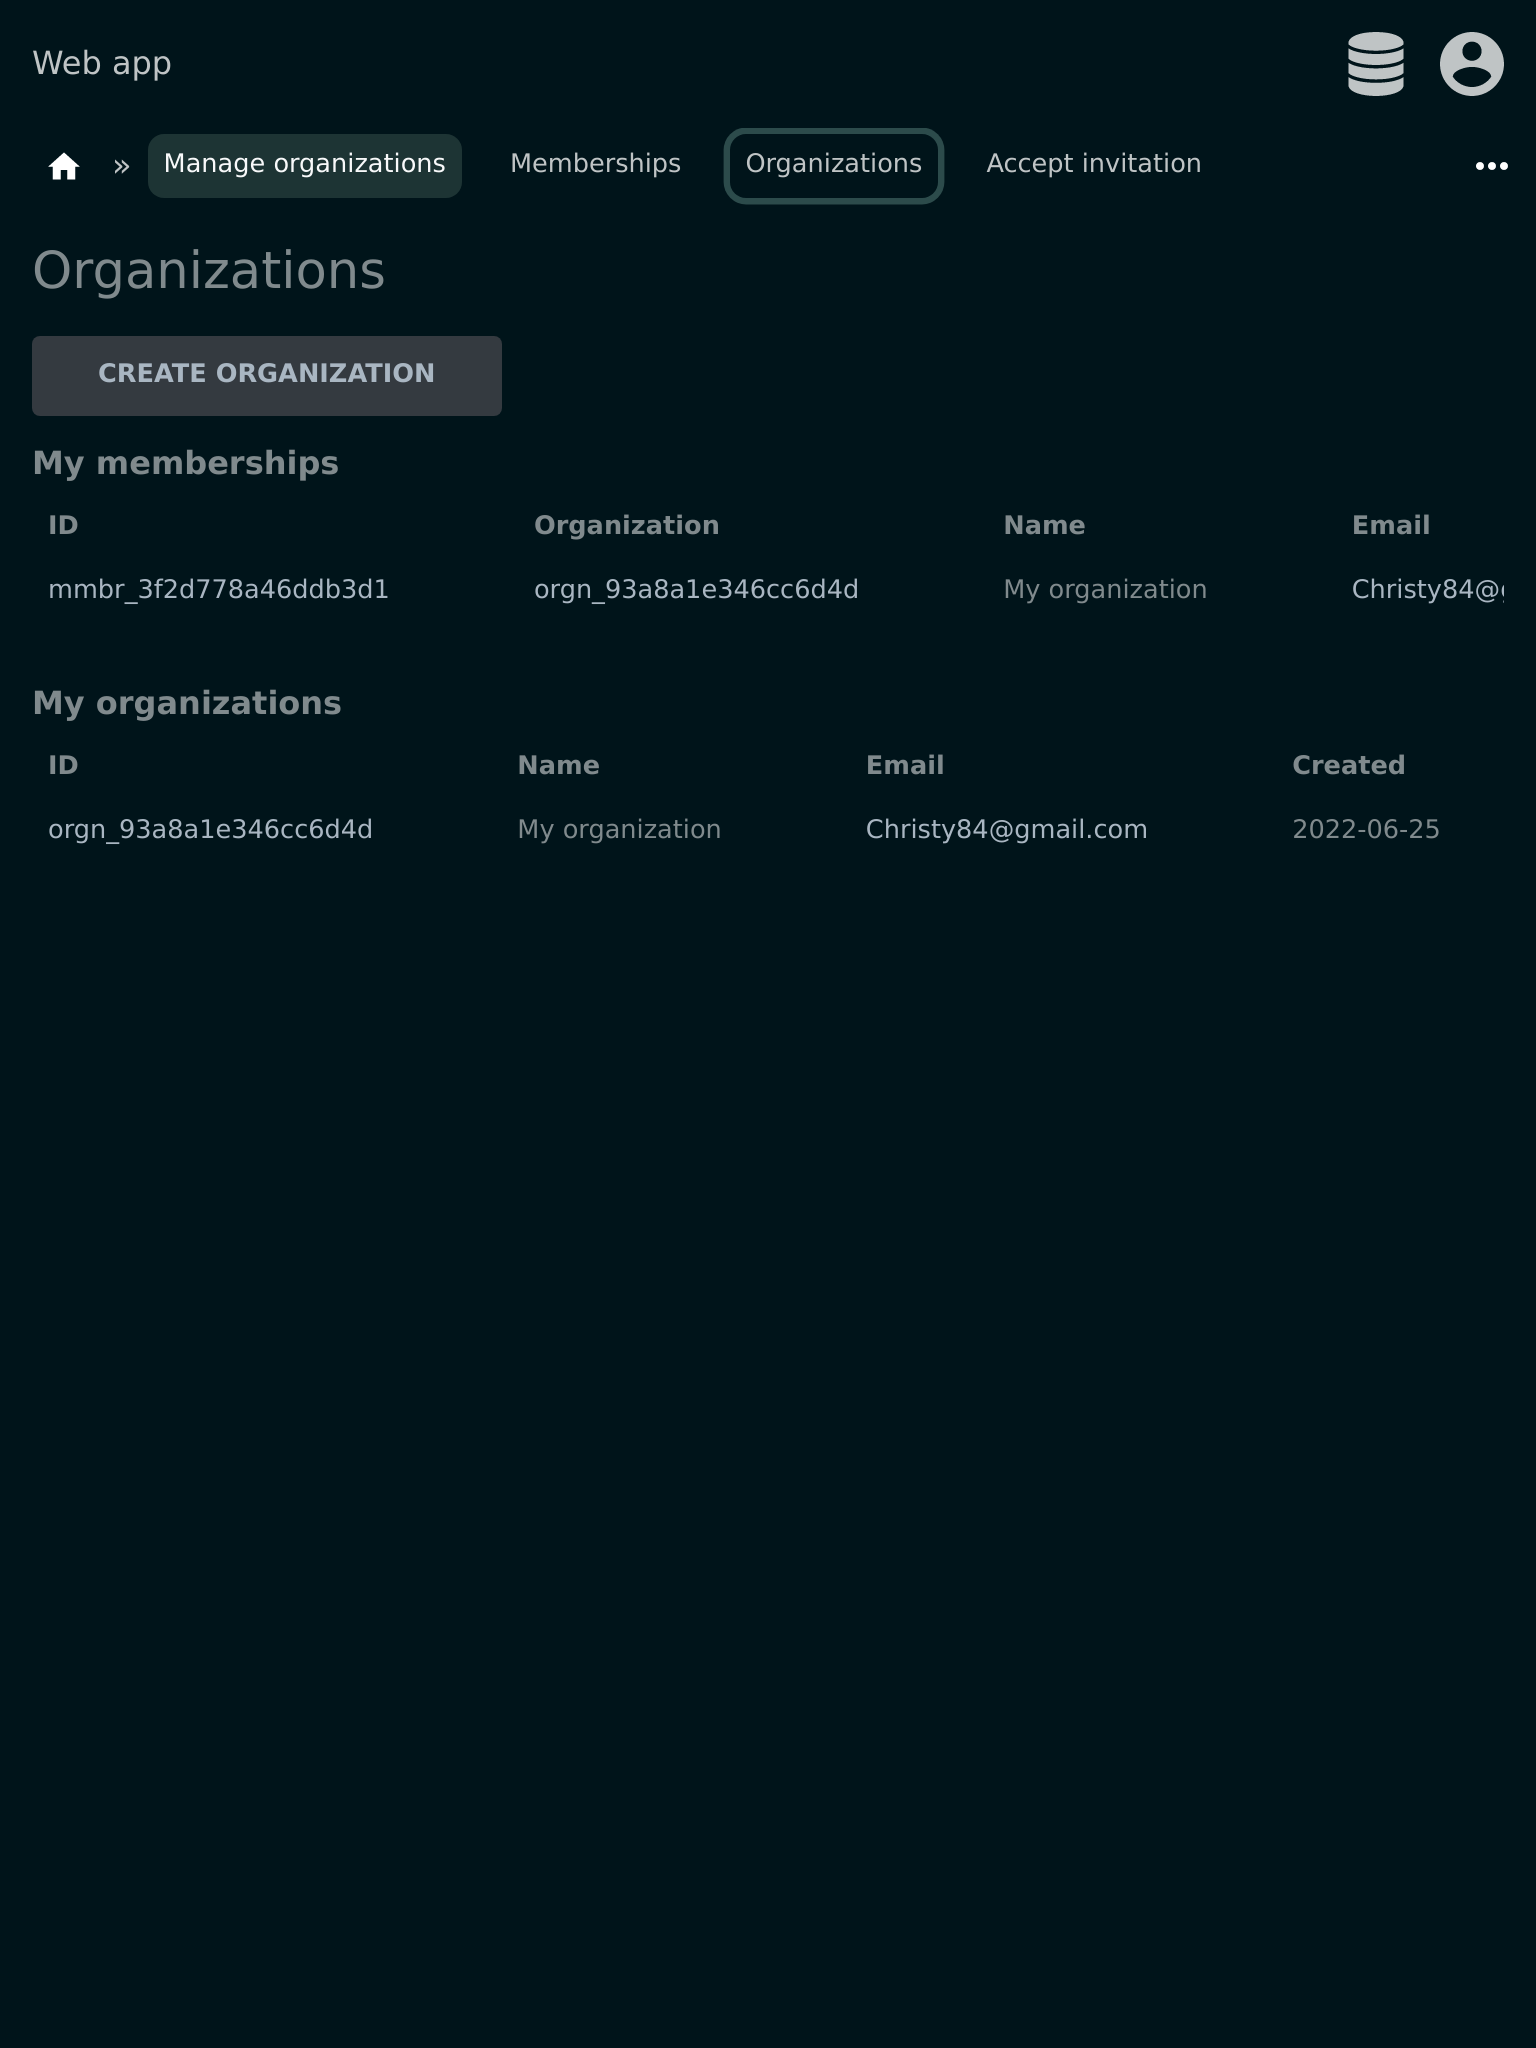 Web app
» Manage organizations Memberships Organizations Accept invitation
Organizations
CREATE ORGANIZATION
My memberships
ID Organization Name Email
mmbr_3f2d778a46ddb3d1 orgn_93a8a1e346cc6d4d My organization Christy84@
My organizations
ID Name Email Created
orgn_93a8a1e346cc6d4d My organization Christy84@gmail.com 2022-06-25